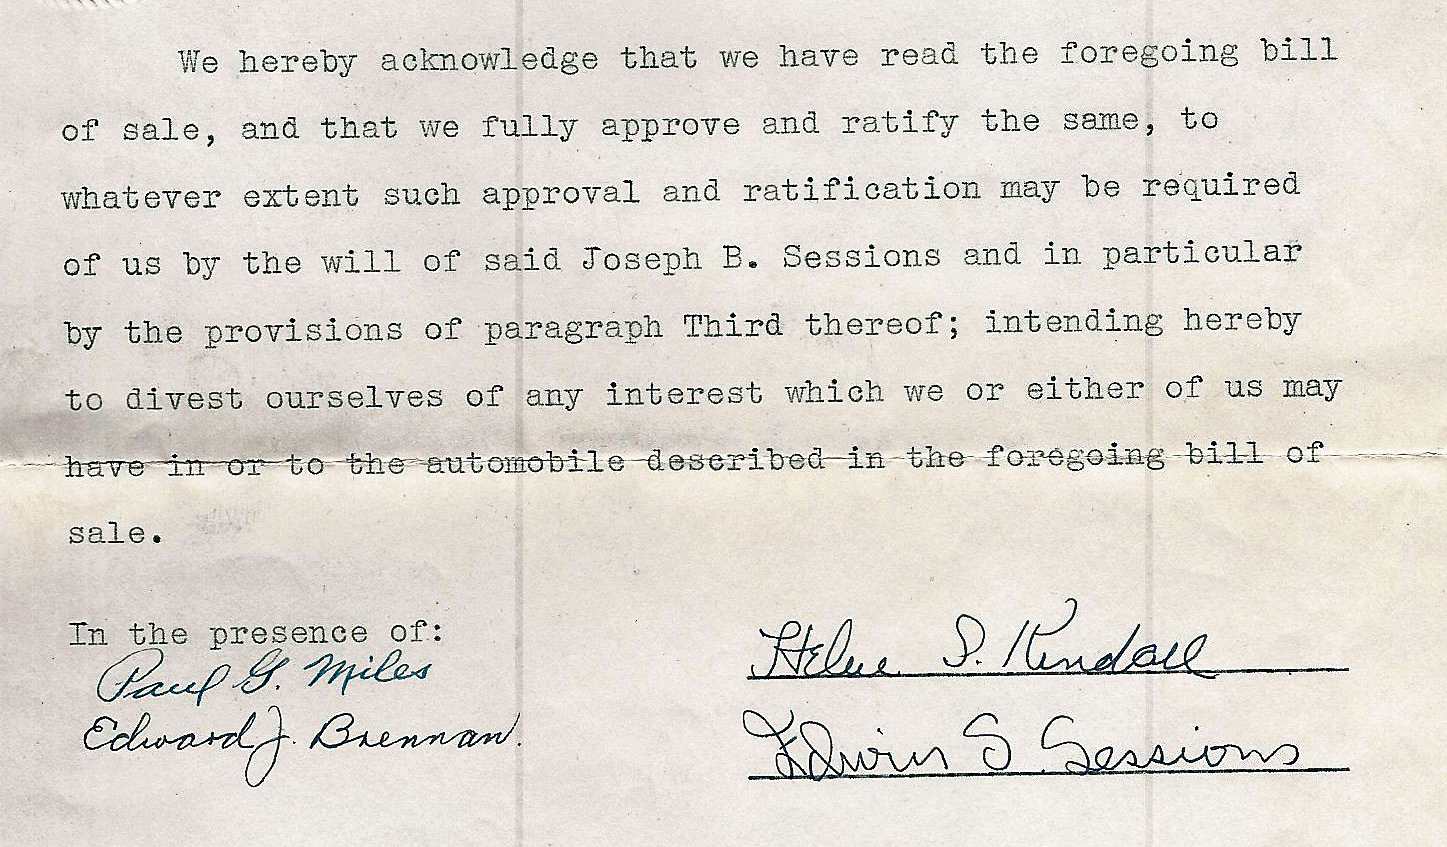 We hereby acknowledge that we have read the foregoing bill
of sale, and that we fully approve and ratify the same, to
whatever extent such approval and ratification may be required
of us by the will of said Joseph B. Sessions and in particular
by the provisions of paragraph Third thereof; intending hereby
to divest ourselves of any interest which we or either of us may
have in or to the automobile described in the foregoing bill of
sale.
In the presence of:
Paul G. Miles
Edward J. Brennan.
Helene S. Kendall
Edwin S. Sessions